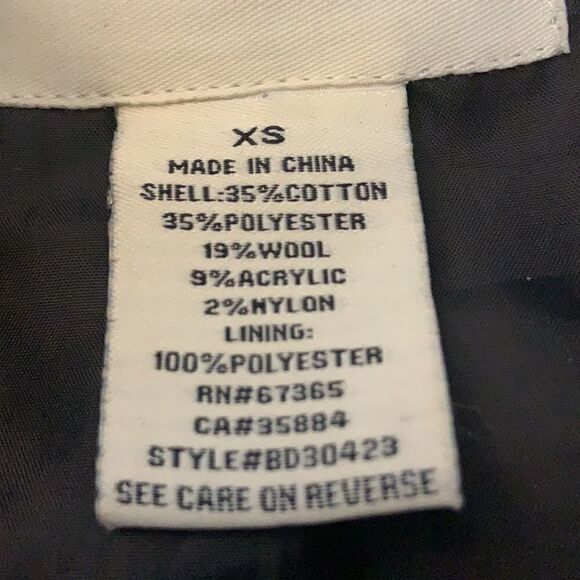 XS
MADE IN CHINA
SHELL:35%COTTON
35%POLYESTER
19%WOOL
9%ACRYLIC
2%NYLON
LINING:
100%POLYESTER
RN#67365
CA#35884
STYLE#BD30423
SEE CARE ON REVERSE